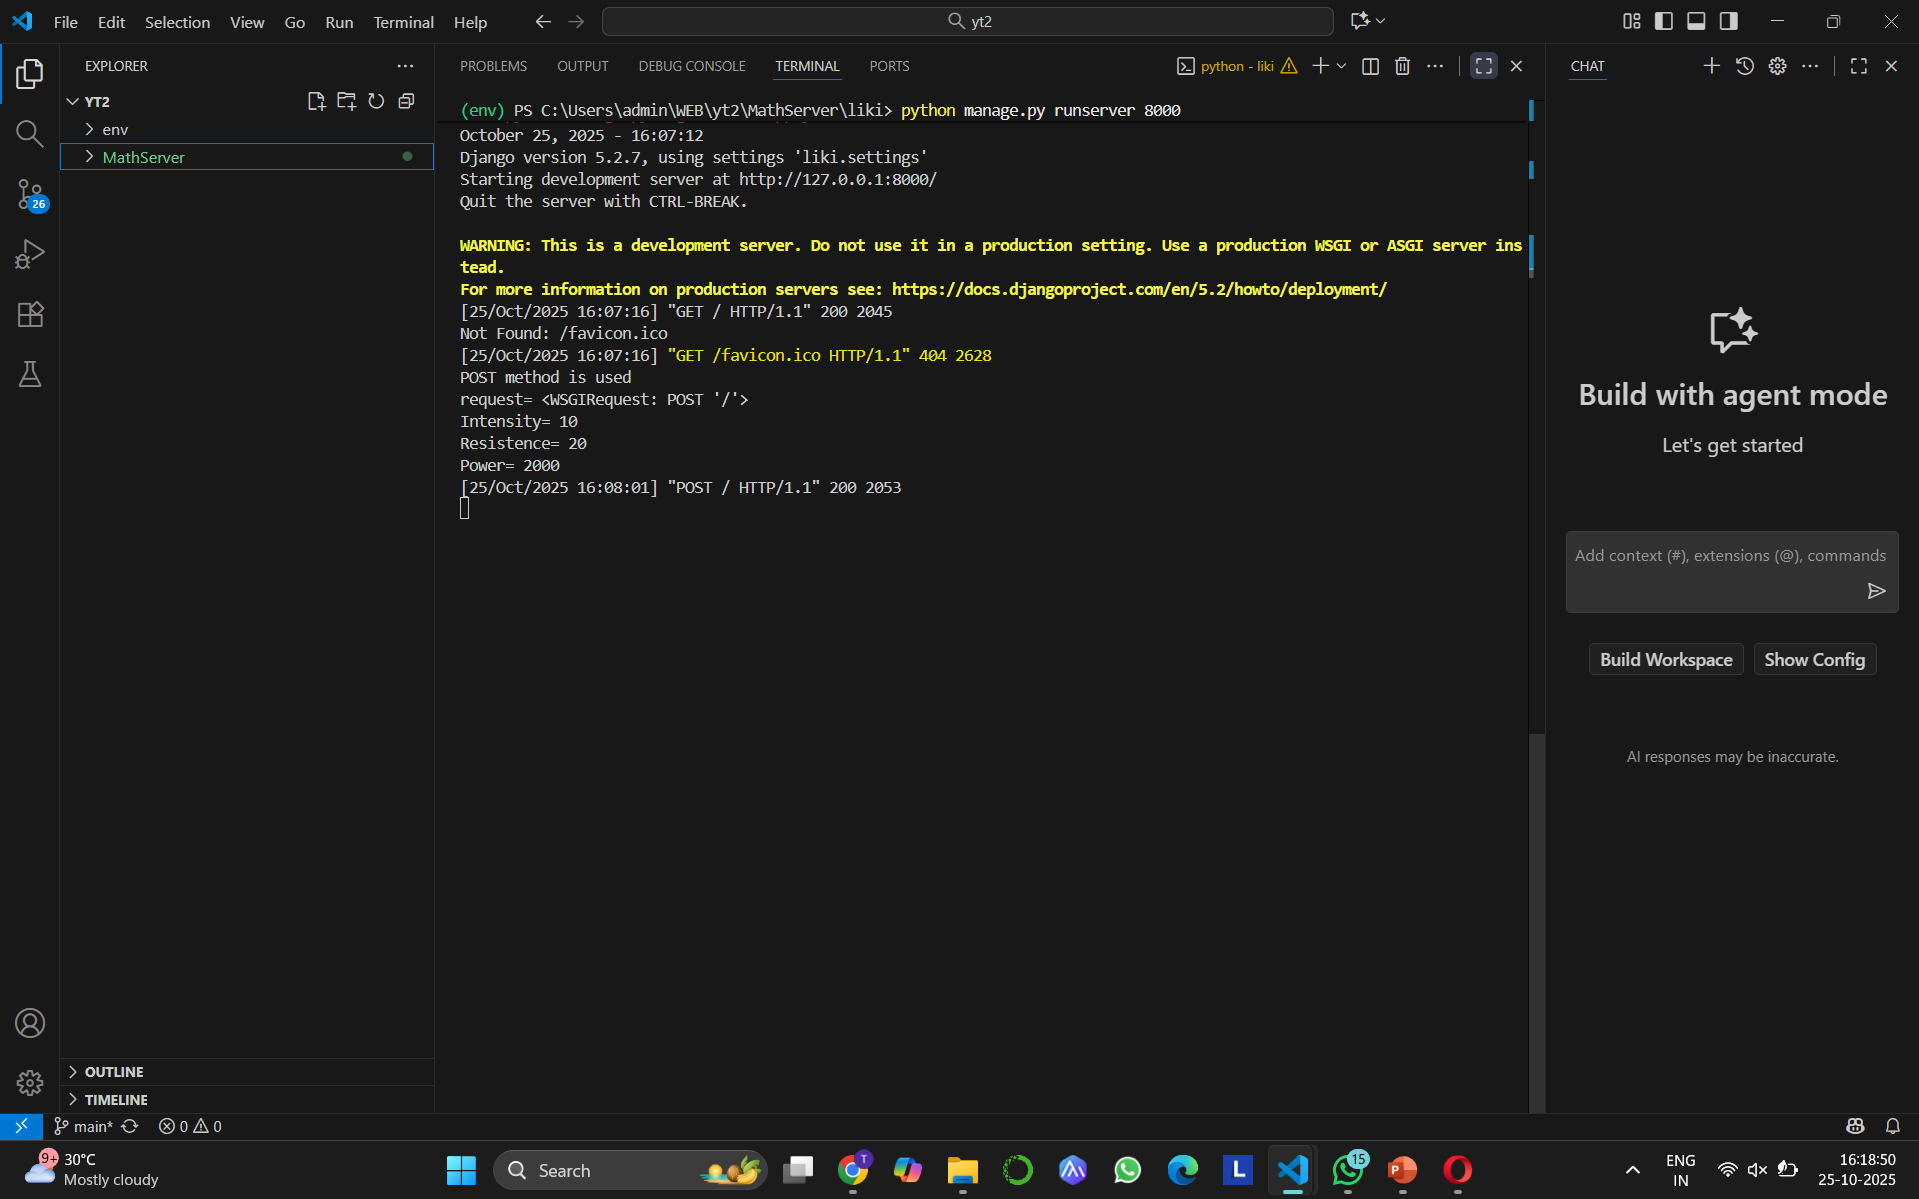 File Edit Selection View Go Run Terminal Help
yt2
EXPLORER
YT2
env
MathServer
26
PROBLEMS OUTPUT DEBUG CONSOLE TERMINAL PORTS
python - liki
(env) PS C:\Users\admin\WEB\yt2\MathServer\liki> python manage.py runserver 8000
October 25, 2025 - 16:07:12
Django version 5.2.7, using settings 'liki.settings'
Starting development server at http://127.0.0.1:8000/
Quit the server with CTRL-BREAK.
WARNING: This is a development server. Do not use it in a production setting. Use a production WSGI or ASGI server ins
tead.
For more information on production servers see: https://docs.djangoproject.com/en/5.2/howto/deployment/
[25/Oct/2025 16:07:16] "GET / HTTP/1.1" 200 2045
Not Found: /favicon.ico
[25/Oct/2025 16:07:16] "GET /favicon.ico HTTP/1.1" 404 2628
POST method is used
request= <WSGIRequest: POST '/'>
Intensity= 10
Resistence= 20
Power= 2000
[25/Oct/2025 16:08:01] "POST / HTTP/1.1" 200 2053
CHAT
Build with agent mode
Let's get started
Add context (#), extensions (@), commands
Build Workspace Show Config
AI responses may be inaccurate.
OUTLINE
TIMELINE
main* 0 0
9+
30°C
Mostly cloudy
Search
T
L
15
P
ENG
IN
16:18:50
25-10-2025